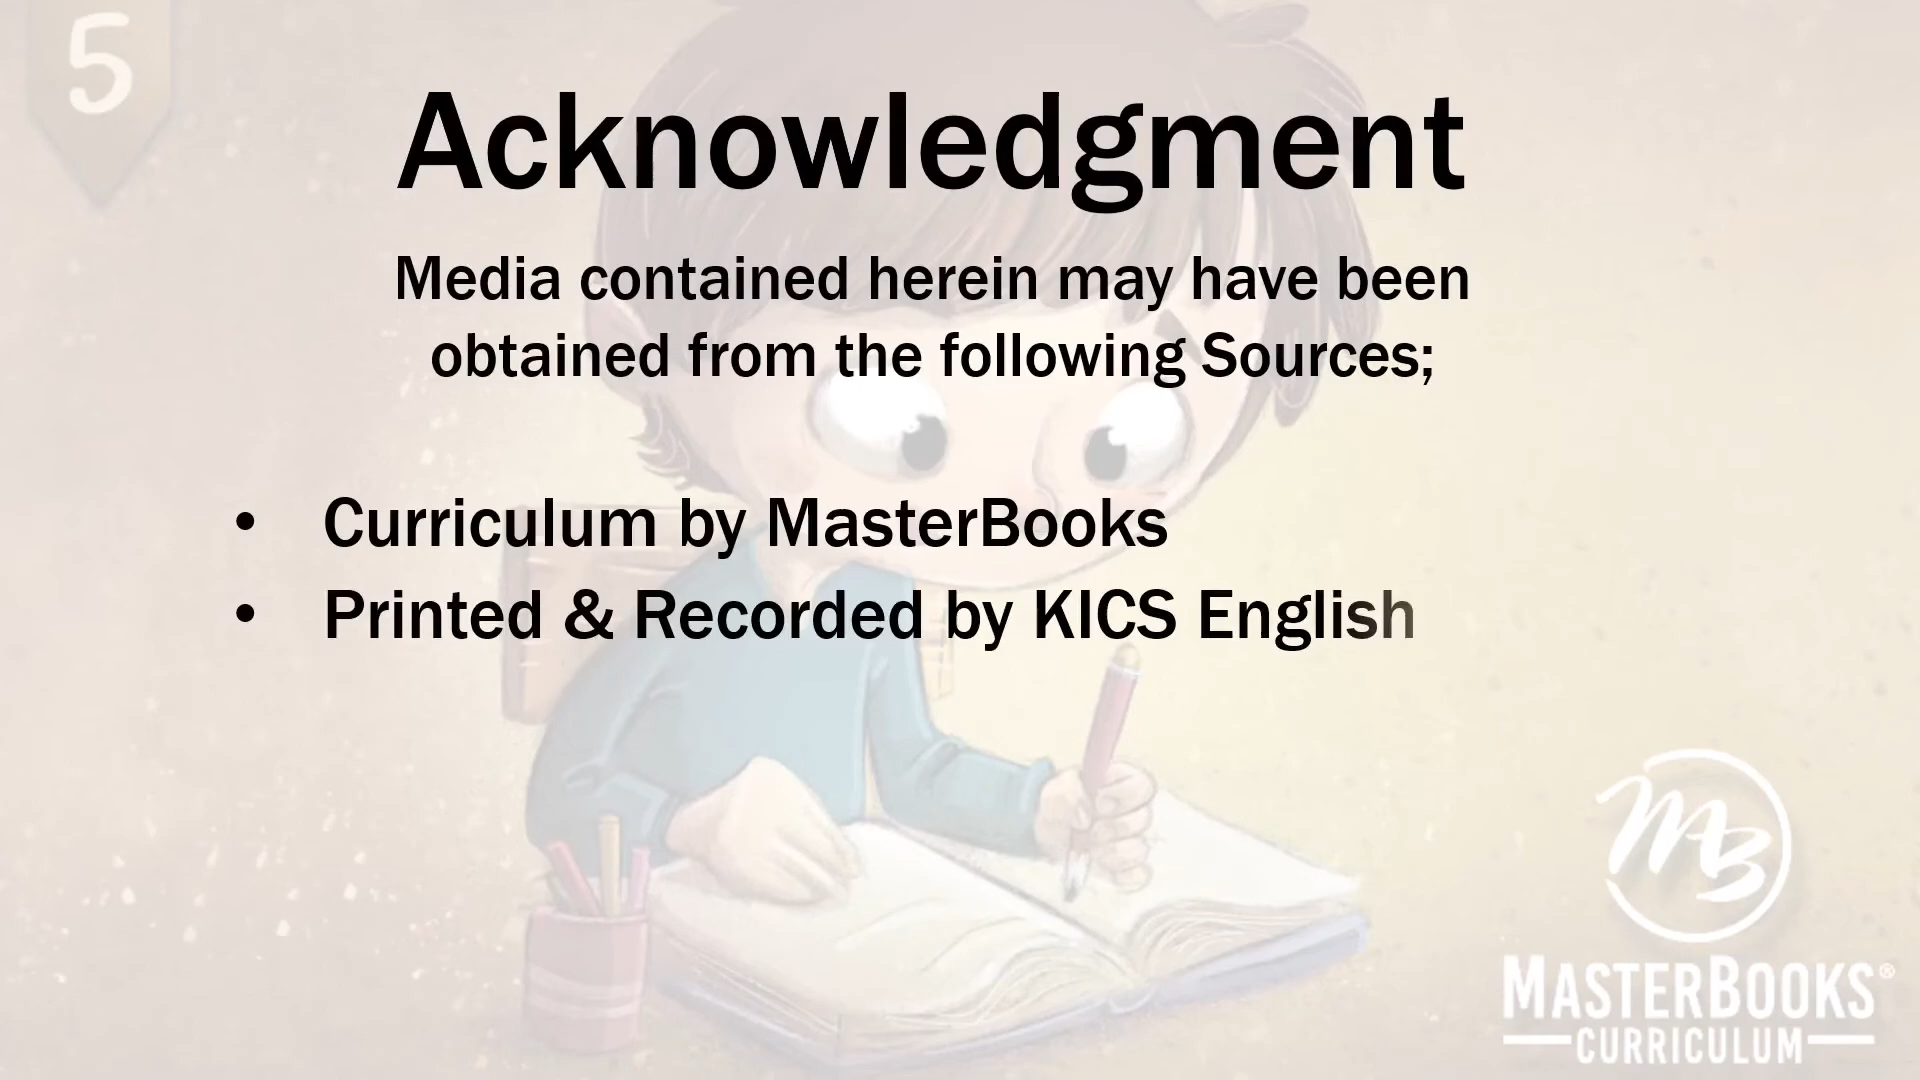 5
Acknowledgment
Media contained herein may have been
obtained from the following Sources;
• Curriculum by MasterBooks
• Printed & Recorded by KICS English
MB
MASTERBOOKS®
CURRICULUM